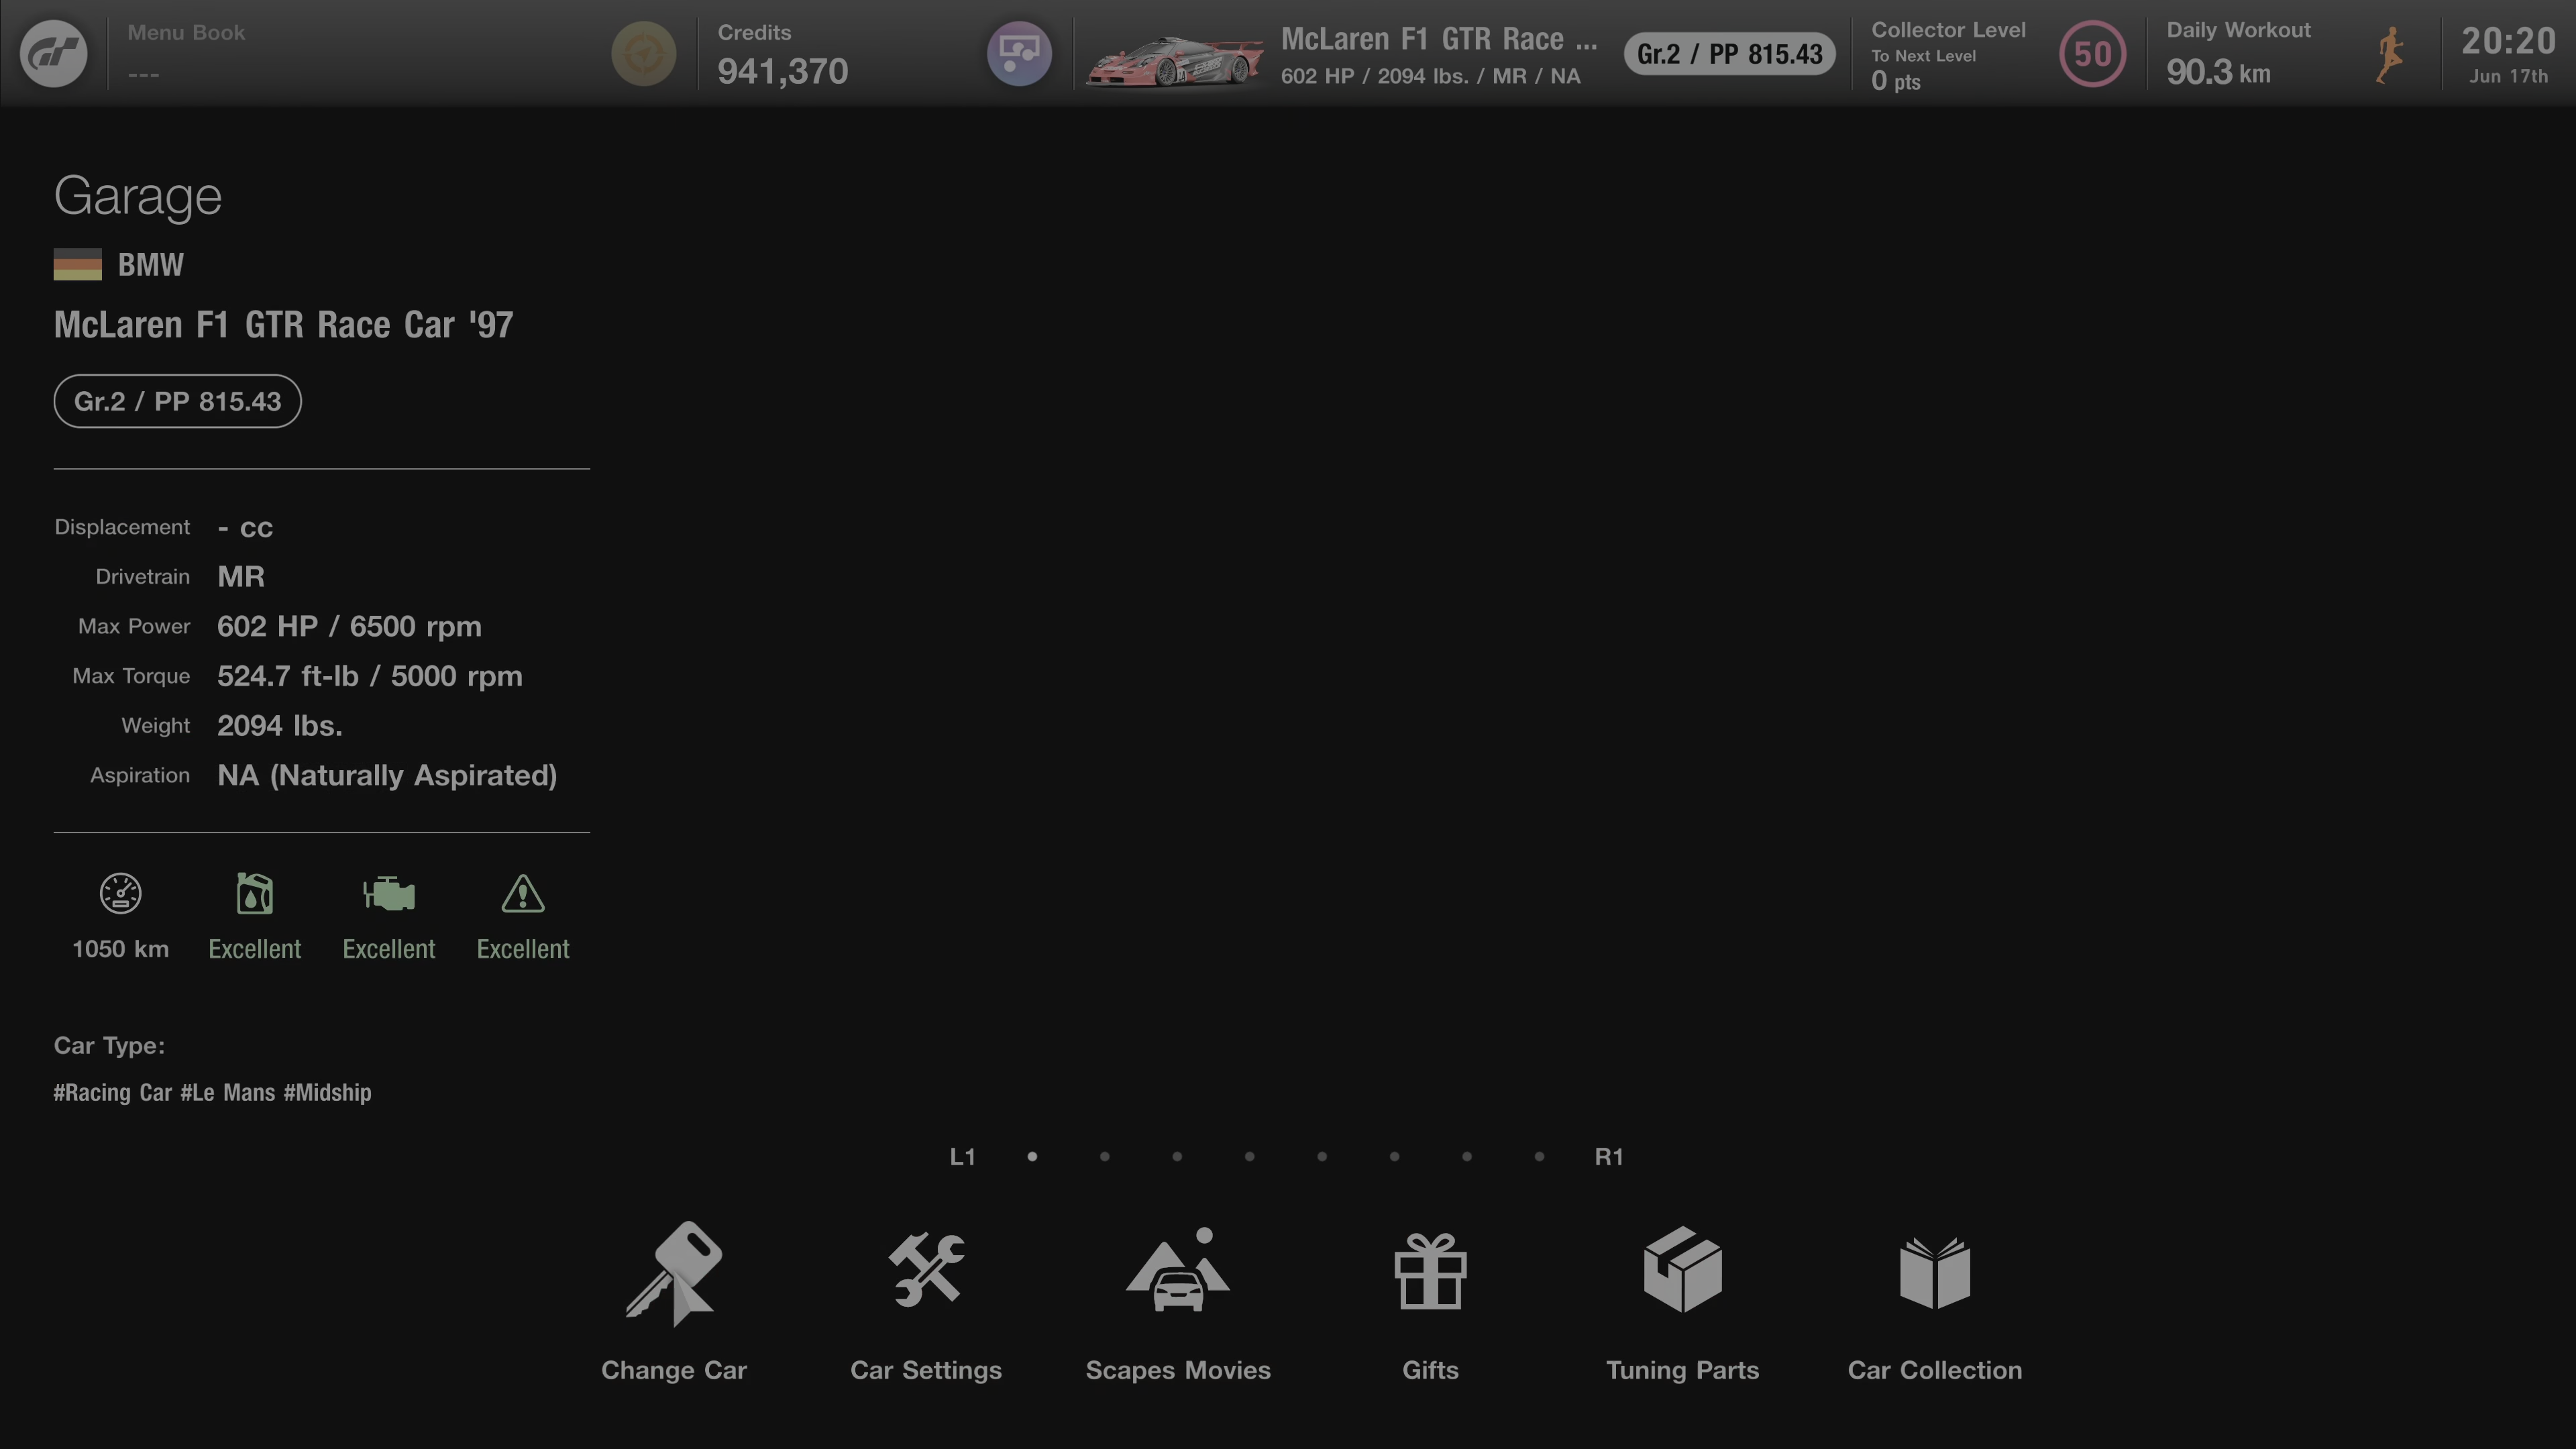 Menu Book
---
Credits
941,370
McLaren F1 GTR Race ...
602 HP / 2094 lbs. / MR / NA
Gr.2 / PP 815.43
Collector Level
To Next Level
0 pts
50
Daily Workout
90.3 km
20:20
Jun 17th
Garage
BMW
McLaren F1 GTR Race Car '97
Gr.2 / PP 815.43
Displacement - cc
Drivetrain MR
Max Power 602 HP / 6500 rpm
Max Torque 524.7 ft-lb / 5000 rpm
Weight 2094 lbs.
Aspiration NA (Naturally Aspirated)
1050 km Excellent Excellent Excellent
Car Type:
#Racing Car #Le Mans #Midship
L1 R1
Change Car Car Settings Scapes Movies Gifts Tuning Parts Car Collection